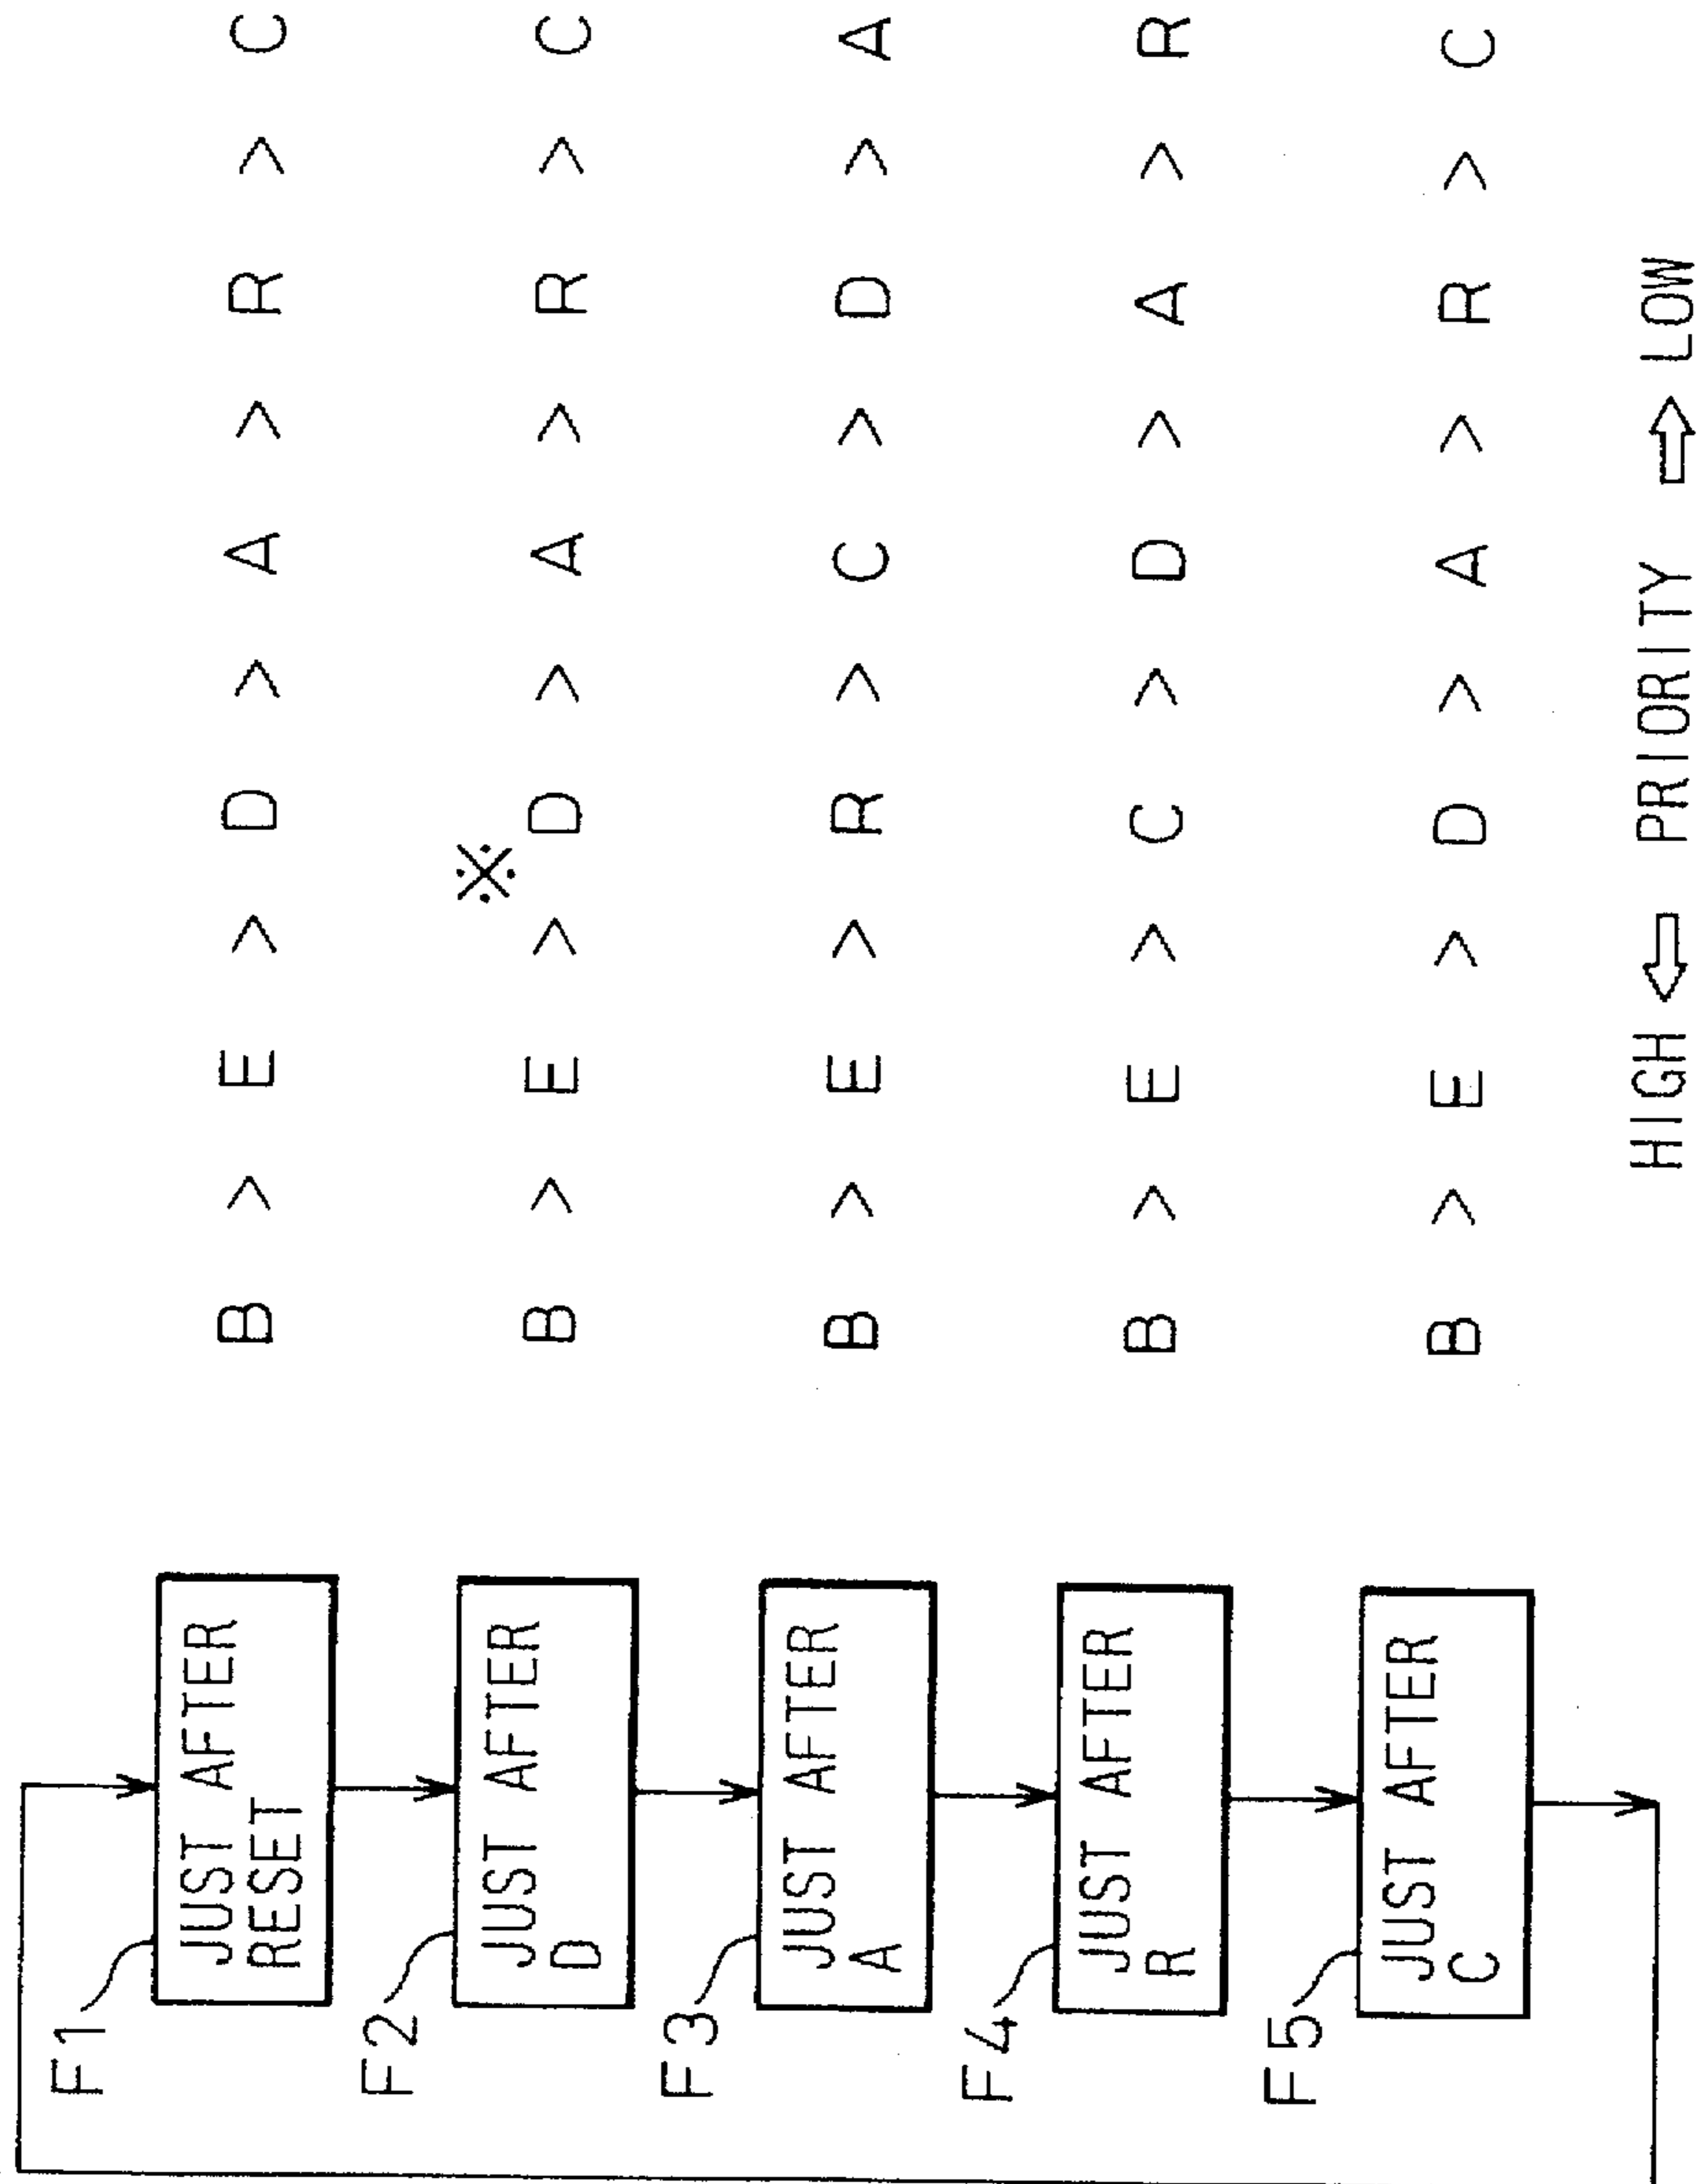 F1
JUST AFTER
RESET
B > E > D > A > R > C
F2
JUST AFTER
D
※
B > E > D > A > R > C
F3
JUST AFTER
A
B > E > R > C > D > A
F4
JUST AFTER
R
B > E > C > D > A > R
F5
JUST AFTER
C
B > E > D > A > R > C
HIGH ⇦ PRIORITY ⇨ LOW